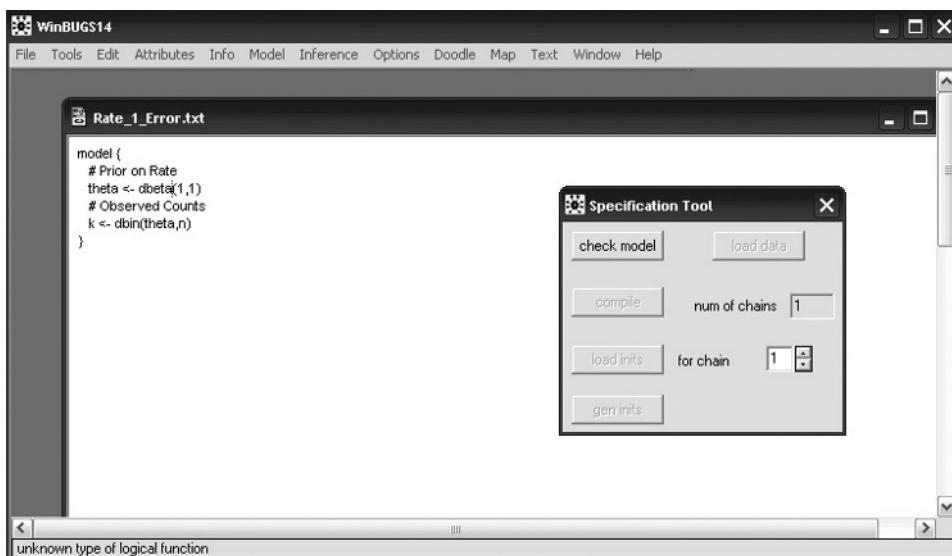 WinBUGS14
File Tools Edit Attributes Info Model Inference Options Doodle Map Text Window Help
Rate_1_Error.txt
model {
# Prior on Rate
theta <- dbeta(1,1)
# Observed Counts
k <- dbin(theta,n)
}
Specification Tool
check model load data
compile num of chains 1
load inits for chain 1
gen inits
unknown type of logical function